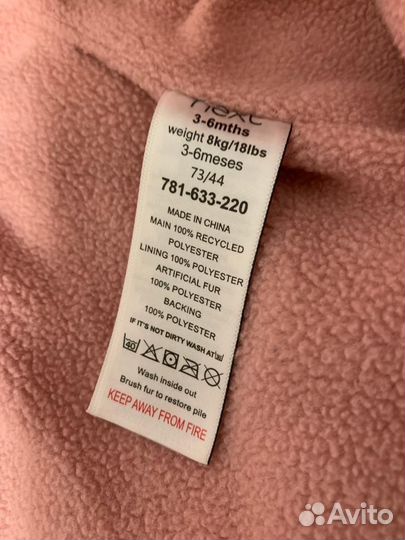 next
3-6mths
weight 8kg/18lbs
3-6meses
73/44
781-633-220
MADE IN CHINA
MAIN 100% RECYCLED
POLYESTER
LINING 100% POLYESTER
ARTIFICIAL FUR
100% POLYESTER
BACKING
100% POLYESTER
IF IT'S NOT DIRTY WASH AT
40
Wash inside out
Brush fur to restore pile
KEEP AWAY FROM FIRE
Avito